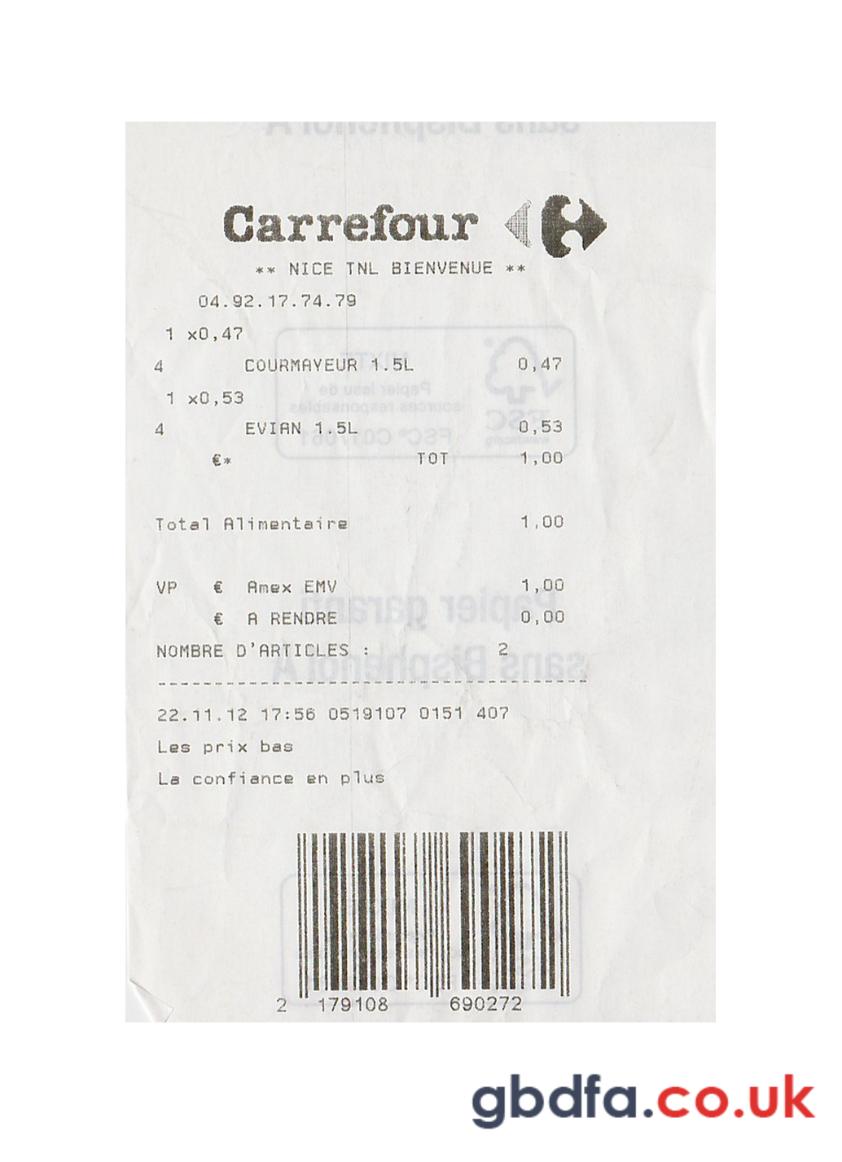 Carrefour
** NICE TNL BIENVENUE **
04.92.17.74.79
1 x0,47
4 COURMAYEUR 1.5L 0,47
1 x0,53
4 EVIAN 1.5L 0,53
€* TOT 1,00
Total Alimentaire 1,00
VP € Amex EMV 1,00
€ A RENDRE 0,00
NOMBRE D'ARTICLES : 2
22.11.12 17:56 0519107 0151 407
Les prix bas
La confiance en plus
2 179108 690272
gbdfa.co.uk